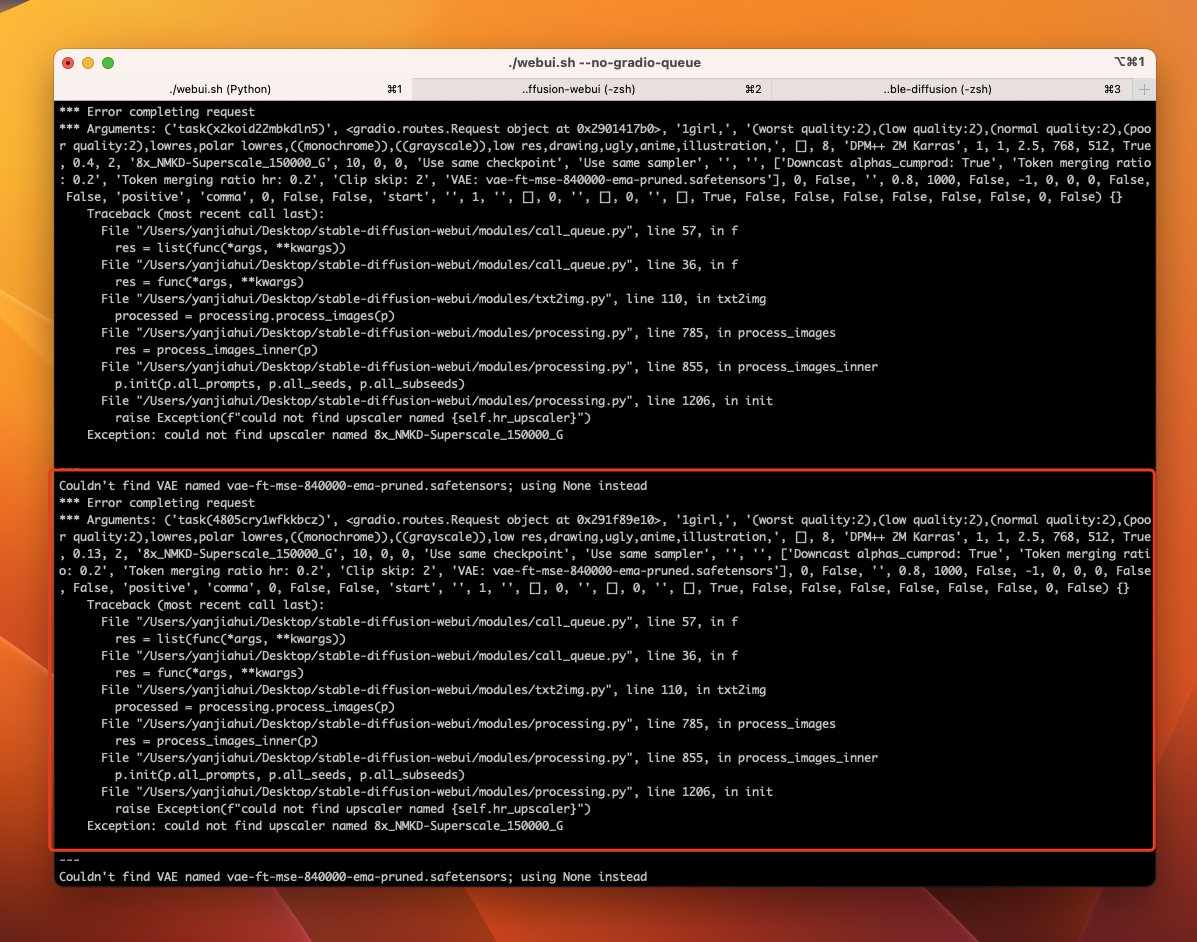 ./webui.sh --no-gradio-queue
⌥⌘1
./webui.sh (Python) ⌘1 ..ffusion-webui (-zsh) ⌘2 ..ble-diffusion (-zsh) ⌘3
*** Error completing request
*** Arguments: ('task(x2koid22mbkdln5)', <gradio.routes.Request object at 0x2901417b0>, '1girl,', '(worst quality:2),(low quality:2),(normal quality:2),(poo
r quality:2),lowres,polar lowres,((monochrome)),((grayscale)),low res,drawing,ugly,anime,illustration,', [], 8, 'DPM++ 2M Karras', 1, 1, 2.5, 768, 512, True
, 0.4, 2, '8x_NMKD-Superscale_150000_G', 10, 0, 0, 'Use same checkpoint', 'Use same sampler', '', '', ['Downcast alphas_cumprod: True', 'Token merging ratio
: 0.2', 'Token merging ratio hr: 0.2', 'Clip skip: 2', 'VAE: vae-ft-mse-840000-ema-pruned.safetensors'], 0, False, '', 0.8, 1000, False, -1, 0, 0, 0, False,
False, 'positive', 'comma', 0, False, False, 'start', '', 1, '', [], 0, '', [], 0, '', [], True, False, False, False, False, False, False, 0, False) {}
Traceback (most recent call last):
File "/Users/yanjiahui/Desktop/stable-diffusion-webui/modules/call_queue.py", line 57, in f
res = list(func(*args, **kwargs))
File "/Users/yanjiahui/Desktop/stable-diffusion-webui/modules/call_queue.py", line 36, in f
res = func(*args, **kwargs)
File "/Users/yanjiahui/Desktop/stable-diffusion-webui/modules/txt2img.py", line 110, in txt2img
processed = processing.process_images(p)
File "/Users/yanjiahui/Desktop/stable-diffusion-webui/modules/processing.py", line 785, in process_images
res = process_images_inner(p)
File "/Users/yanjiahui/Desktop/stable-diffusion-webui/modules/processing.py", line 855, in process_images_inner
p.init(p.all_prompts, p.all_seeds, p.all_subseeds)
File "/Users/yanjiahui/Desktop/stable-diffusion-webui/modules/processing.py", line 1206, in init
raise Exception(f"could not find upscaler named {self.hr_upscaler}")
Exception: could not find upscaler named 8x_NMKD-Superscale_150000_G
---
Couldn't find VAE named vae-ft-mse-840000-ema-pruned.safetensors; using None instead
*** Error completing request
*** Arguments: ('task(4805cry1wfkkbcz)', <gradio.routes.Request object at 0x291f89e10>, '1girl,', '(worst quality:2),(low quality:2),(normal quality:2),(poo
r quality:2),lowres,polar lowres,((monochrome)),((grayscale)),low res,drawing,ugly,anime,illustration,', [], 8, 'DPM++ 2M Karras', 1, 1, 2.5, 768, 512, True
, 0.13, 2, '8x_NMKD-Superscale_150000_G', 10, 0, 0, 'Use same checkpoint', 'Use same sampler', '', '', ['Downcast alphas_cumprod: True', 'Token merging rati
o: 0.2', 'Token merging ratio hr: 0.2', 'Clip skip: 2', 'VAE: vae-ft-mse-840000-ema-pruned.safetensors'], 0, False, '', 0.8, 1000, False, -1, 0, 0, 0, False
, False, 'positive', 'comma', 0, False, False, 'start', '', 1, '', [], 0, '', [], 0, '', [], True, False, False, False, False, False, False, 0, False) {}
Traceback (most recent call last):
File "/Users/yanjiahui/Desktop/stable-diffusion-webui/modules/call_queue.py", line 57, in f
res = list(func(*args, **kwargs))
File "/Users/yanjiahui/Desktop/stable-diffusion-webui/modules/call_queue.py", line 36, in f
res = func(*args, **kwargs)
File "/Users/yanjiahui/Desktop/stable-diffusion-webui/modules/txt2img.py", line 110, in txt2img
processed = processing.process_images(p)
File "/Users/yanjiahui/Desktop/stable-diffusion-webui/modules/processing.py", line 785, in process_images
res = process_images_inner(p)
File "/Users/yanjiahui/Desktop/stable-diffusion-webui/modules/processing.py", line 855, in process_images_inner
p.init(p.all_prompts, p.all_seeds, p.all_subseeds)
File "/Users/yanjiahui/Desktop/stable-diffusion-webui/modules/processing.py", line 1206, in init
raise Exception(f"could not find upscaler named {self.hr_upscaler}")
Exception: could not find upscaler named 8x_NMKD-Superscale_150000_G
---
Couldn't find VAE named vae-ft-mse-840000-ema-pruned.safetensors; using None instead